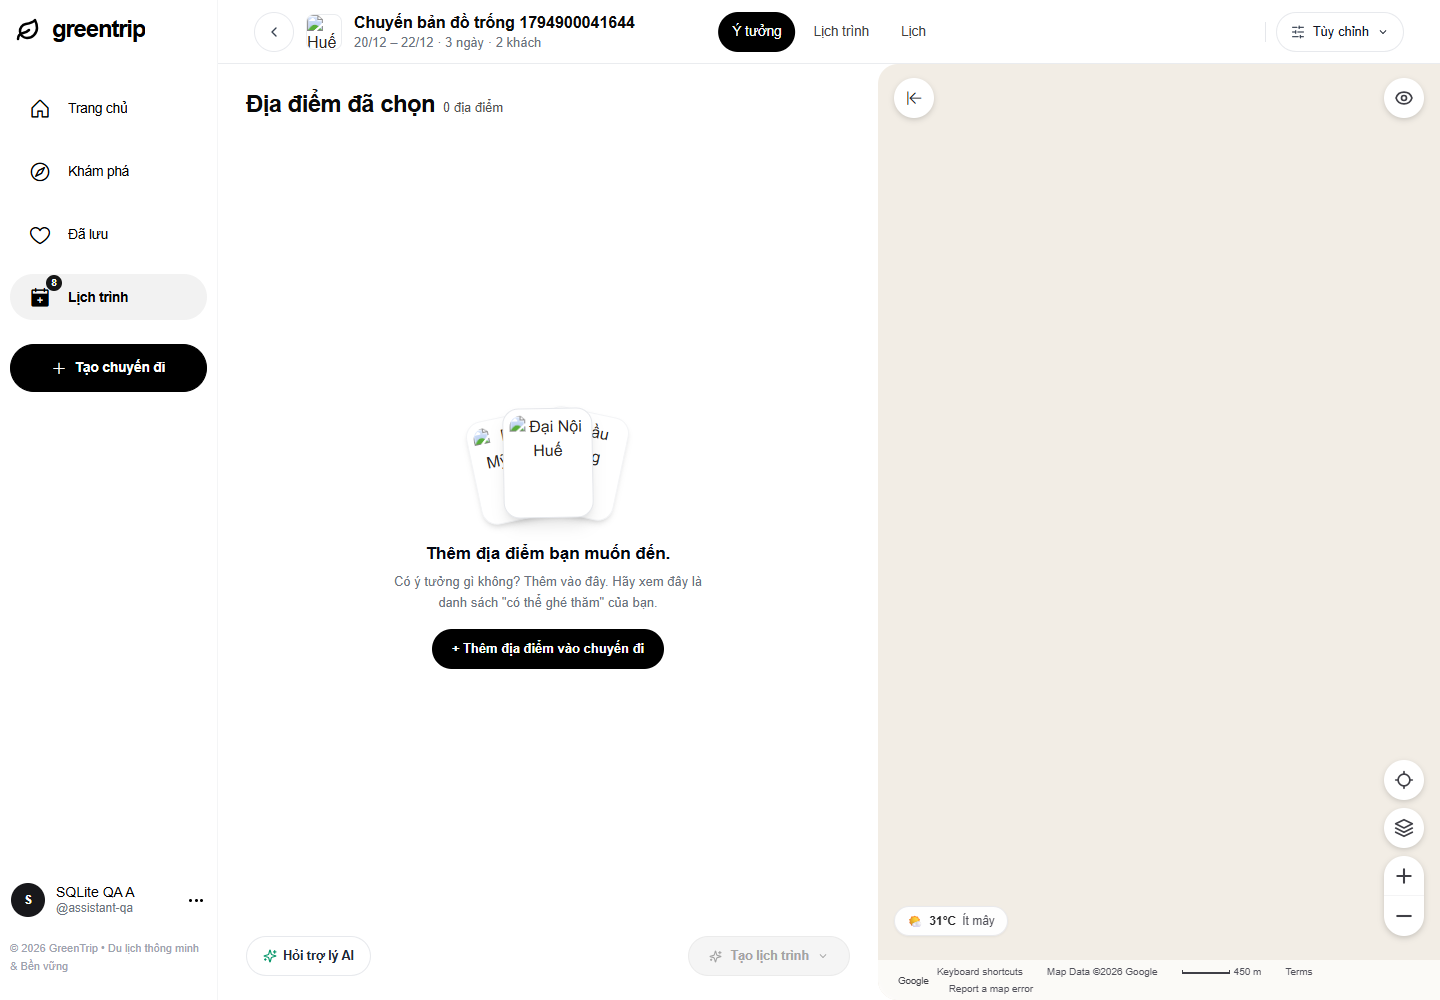 greentrip
Trang chủ
Khám phá
Đã lưu
8
Lịch trình
Tạo chuyến đi
S
SQLite QA A
@assistant-qa
© 2026 GreenTrip • Du lịch thông minh
& Bền vững
Huế
Chuyến bản đồ trống 1794900041644
20/12 – 22/12 · 3 ngày · 2 khách
Ý tưởng
Lịch trình
Lịch
Tùy chỉnh
Địa điểm đã chọn 0 địa điểm
Đại Nội
Huế
Thêm địa điểm bạn muốn đến.
Có ý tưởng gì không? Thêm vào đây. Hãy xem đây là
danh sách "có thể ghé thăm" của bạn.
+ Thêm địa điểm vào chuyến đi
Hỏi trợ lý AI
Tạo lịch trình
31°C Ít mây
Google
Keyboard shortcuts
Map Data ©2026 Google
450 m
Terms
Report a map error